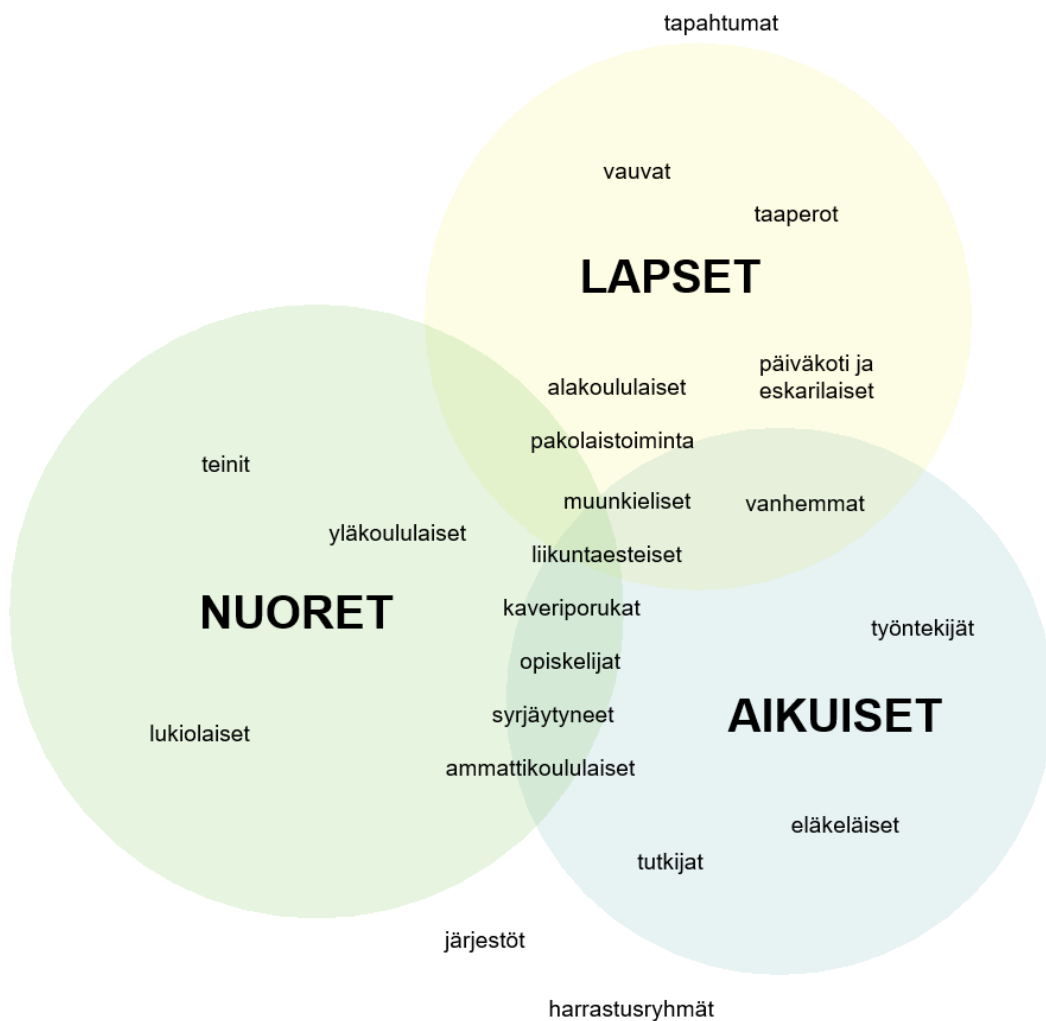 tapahtumat
vauvat
taaperot
LAPSET
päiväkoti ja
eskarilaiset
alakoululaiset
pakolaistoiminta
teinit
muunkieliset
vanhemmat
yläkoululaiset
liikuntaesteiset
NUORET
kaveriporukat
työntekijät
opiskelijat
syrjäytyneet
AIKUISET
lukiolaiset
ammattikoululaiset
eläkeläiset
tutkijat
järjestöt
harrastusryhmät